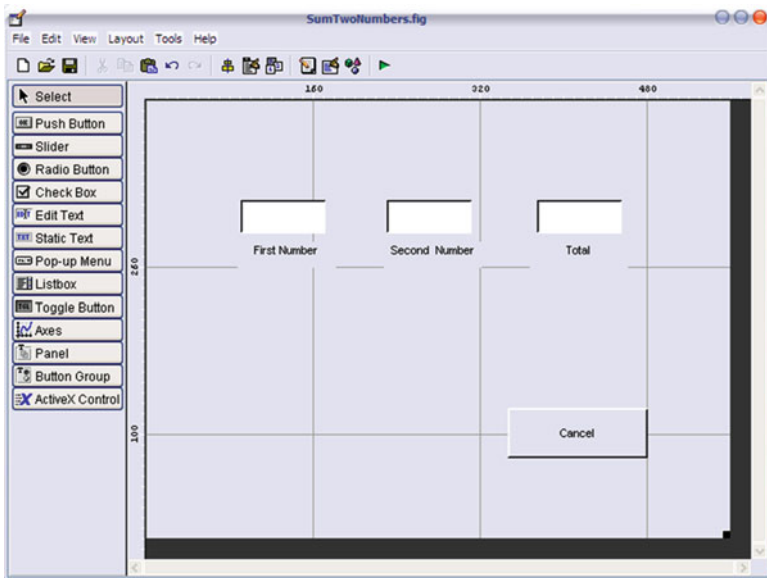 SumTwoNumbers.fig
File Edit View Layout Tools Help
Select
Push Button
Slider
Radio Button
Check Box
Edit Text
Static Text
Pop-up Menu
Listbox
Toggle Button
Axes
Panel
Button Group
ActiveX Control
160 320 480
First Number Second Number Total
260
100
Cancel